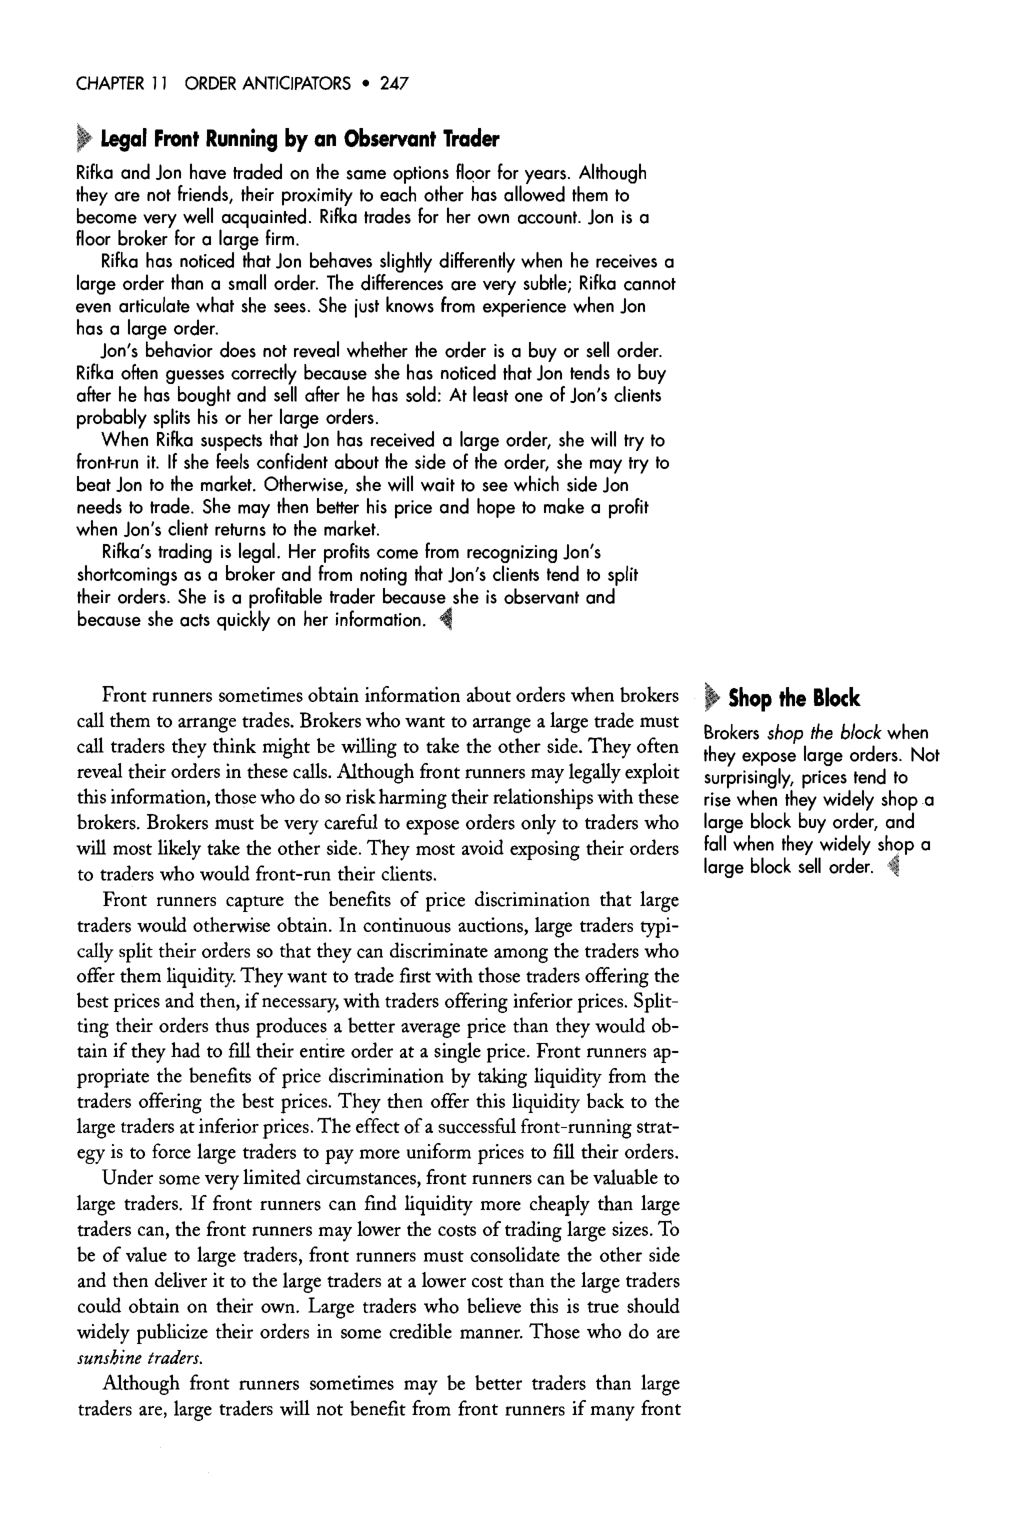 CHAPTER 11 ORDER ANTICIPATORS • 247
Legal Front Running by an Observant Trader
Rifka and Jon have traded on the same options floor for years. Although
they are not friends, their proximity to each other has allowed them to
become very well acquainted. Rifka trades for her own account. Jon is a
floor broker for a large firm.
Rifka has noticed that Jon behaves slightly differently when he receives a
large order than a small order. The differences are very subtle; Rifka cannot
even articulate what she sees. She just knows from experience when Jon
has a large order.
Jon's behavior does not reveal whether the order is a buy or sell order.
Rifka often guesses correctly because she has noticed that Jon tends to buy
after he has bought and sell after he has sold: At least one of Jon's clients
probably splits his or her large orders.
When Rifka suspects that Jon has received a large order, she will try to
front-run it. If she feels confident about the side of the order, she may try to
beat Jon to the market. Otherwise, she will wait to see which side Jon
needs to trade. She may then better his price and hope to make a profit
when Jon's client returns to the market.
Rifka's trading is legal. Her profits come from recognizing Jon's
shortcomings as a broker and from noting that Jon's clients tend to split
their orders. She is a profitable trader because she is observant and
because she acts quickly on her information.
Front runners sometimes obtain information about orders when brokers
call them to arrange trades. Brokers who want to arrange a large trade must
call traders they think might be willing to take the other side. They often
reveal their orders in these calls. Although front runners may legally exploit
this information, those who do so risk harming their relationships with these
brokers. Brokers must be very careful to expose orders only to traders who
will most likely take the other side. They most avoid exposing their orders
to traders who would front-run their clients.
Front runners capture the benefits of price discrimination that large
traders would otherwise obtain. In continuous auctions, large traders typi-
cally split their orders so that they can discriminate among the traders who
offer them liquidity. They want to trade first with those traders offering the
best prices and then, if necessary, with traders offering inferior prices. Split-
ting their orders thus produces a better average price than they would ob-
tain if they had to fill their entire order at a single price. Front runners ap-
propriate the benefits of price discrimination by taking liquidity from the
traders offering the best prices. They then offer this liquidity back to the
large traders at inferior prices. The effect of a successful front-running strat-
egy is to force large traders to pay more uniform prices to fill their orders.
Under some very limited circumstances, front runners can be valuable to
large traders. If front runners can find liquidity more cheaply than large
traders can, the front runners may lower the costs of trading large sizes. To
be of value to large traders, front runners must consolidate the other side
and then deliver it to the large traders at a lower cost than the large traders
could obtain on their own. Large traders who believe this is true should
widely publicize their orders in some credible manner. Those who do are
sunshine traders.
Although front runners sometimes may be better traders than large
traders are, large traders will not benefit from front runners if many front
Shop the Block
Brokers shop the block when
they expose large orders. Not
surprisingly, prices tend to
rise when they widely shop a
large block buy order, and
fall when they widely shop a
large block sell order.